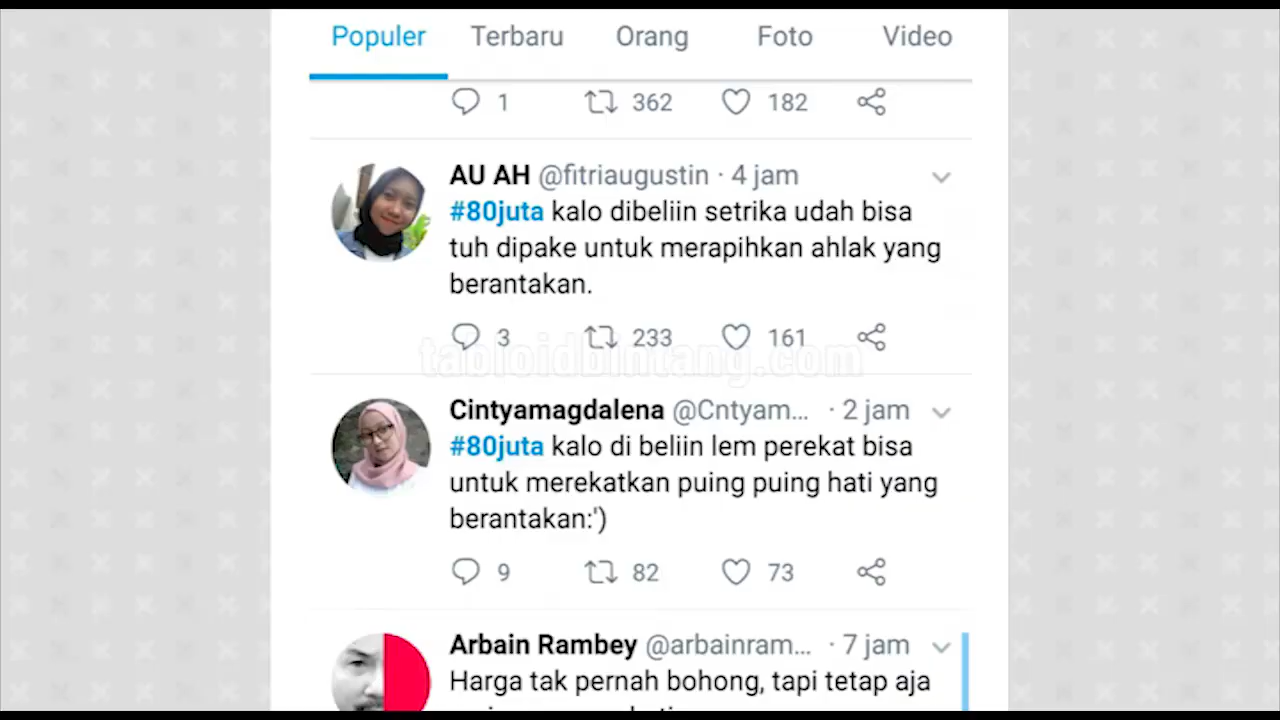 Populer Terbaru Orang Foto Video
1 362 182
AU AH @fitriaugustin · 4 jam
#80juta kalo dibeliin setrika udah bisa
tuh dipake untuk merapihkan ahlak yang
berantakan.
3 233 161
tabloidbintang.com
Cintyamagdalena @Cntyam... · 2 jam
#80juta kalo di beliin lem perekat bisa
untuk merekatkan puing puing hati yang
berantakan:')
9 82 73
Arbain Rambey @arbainram... · 7 jam
Harga tak pernah bohong, tapi tetap aja